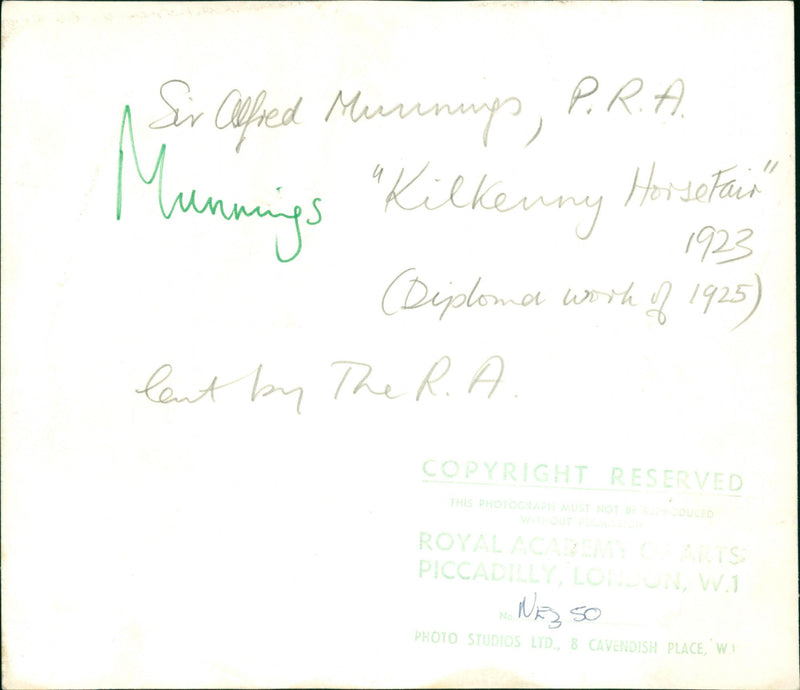 Sir Alfred Munnings, P.R.A.
Munnings
"Kilkenny Horse Fair"
1923
(Diploma work of 1925)
lent by The R.A.
COPYRIGHT RESERVED
THIS PHOTOGRAPH MUST NOT BE REPRODUCED
WITHOUT PERMISSION
ROYAL ACADEMY OF ARTS
PICCADILLY, LONDON, W.1
No. 50
PHOTO STUDIOS LTD., 8 CAVENDISH PLACE, W.1